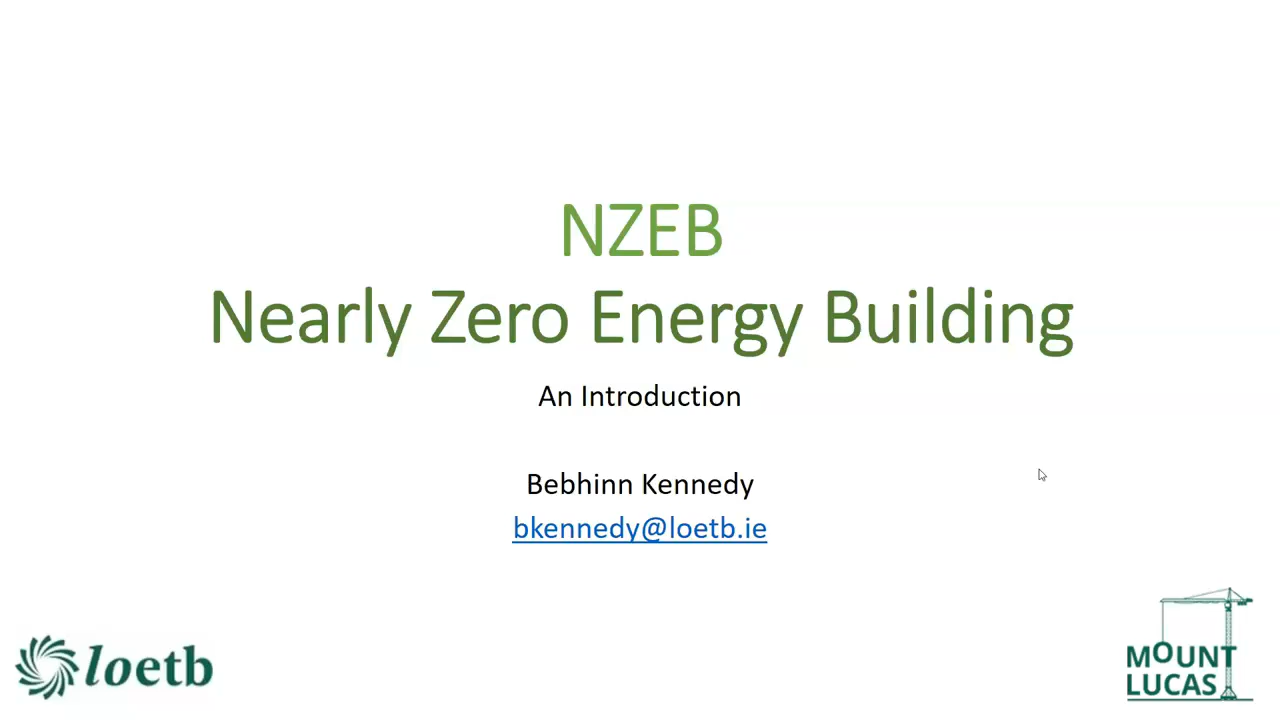 NZEB
Nearly Zero Energy Building
An Introduction
Bebhinn Kennedy
bkennedy@loetb.ie
loetb
MOUNT
LUCAS